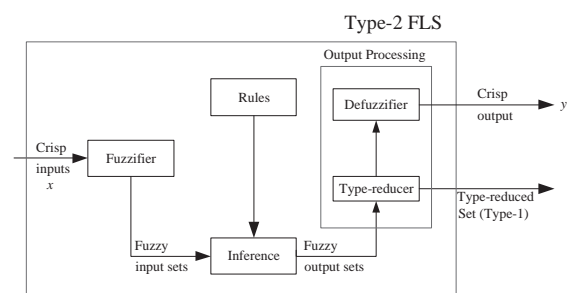 Type-2 FLS
Output Processing
Rules
Defuzzifier
Crisp
output
y
Crisp
inputs
x
Fuzzifier
Type-reducer
Type-reduced
Set (Type-1)
Fuzzy
input sets
Inference
Fuzzy
output sets